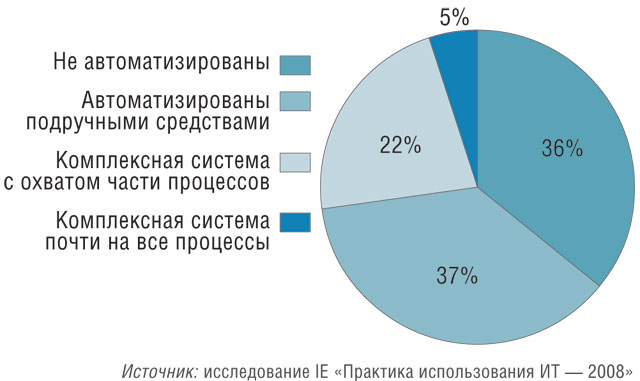 5%
Не автоматизированы
Автоматизированы
подручными средствами
36%
22%
Комплексная система
с охватом части процессов
Комплексная система
почти на все процессы
37%
Источник: исследование IE «Практика использования ИТ — 2008»